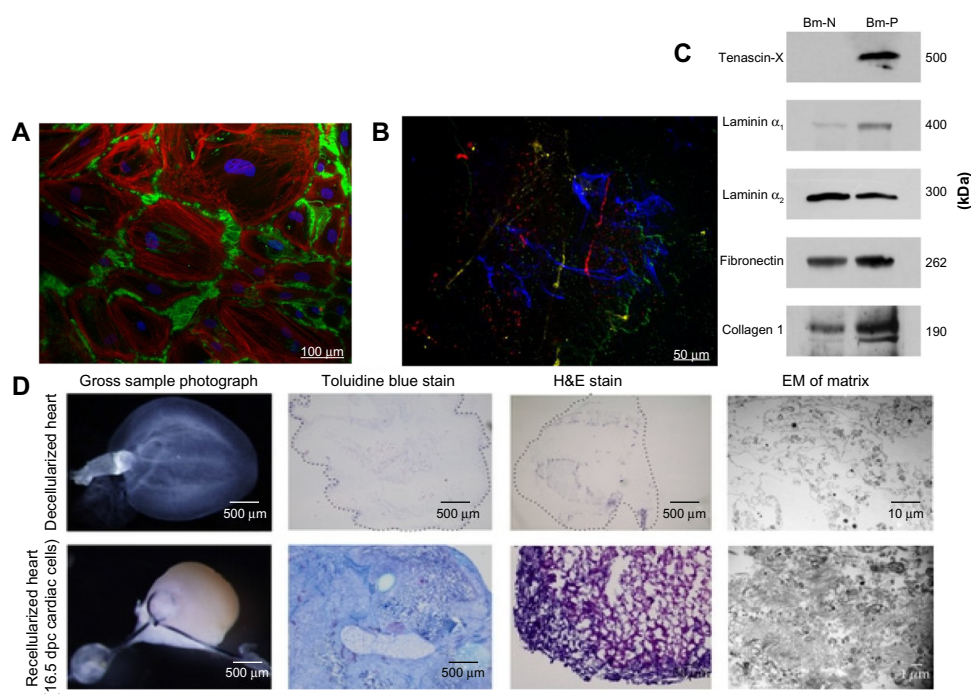 Bm-N Bm-P
C
Tenascin-X 500
A
B
Laminin α₁ 400
Laminin α₂ 300
(kDa)
Fibronectin 262
Collagen 1 190
100 μm
50 μm
D
Gross sample photograph Toluidine blue stain H&E stain EM of matrix
Decellularized heart
500 μm 500 μm 500 μm 10 μm
Recellularized heart
(16.5 dpc cardiac cells)
500 μm 500 μm 1 μm